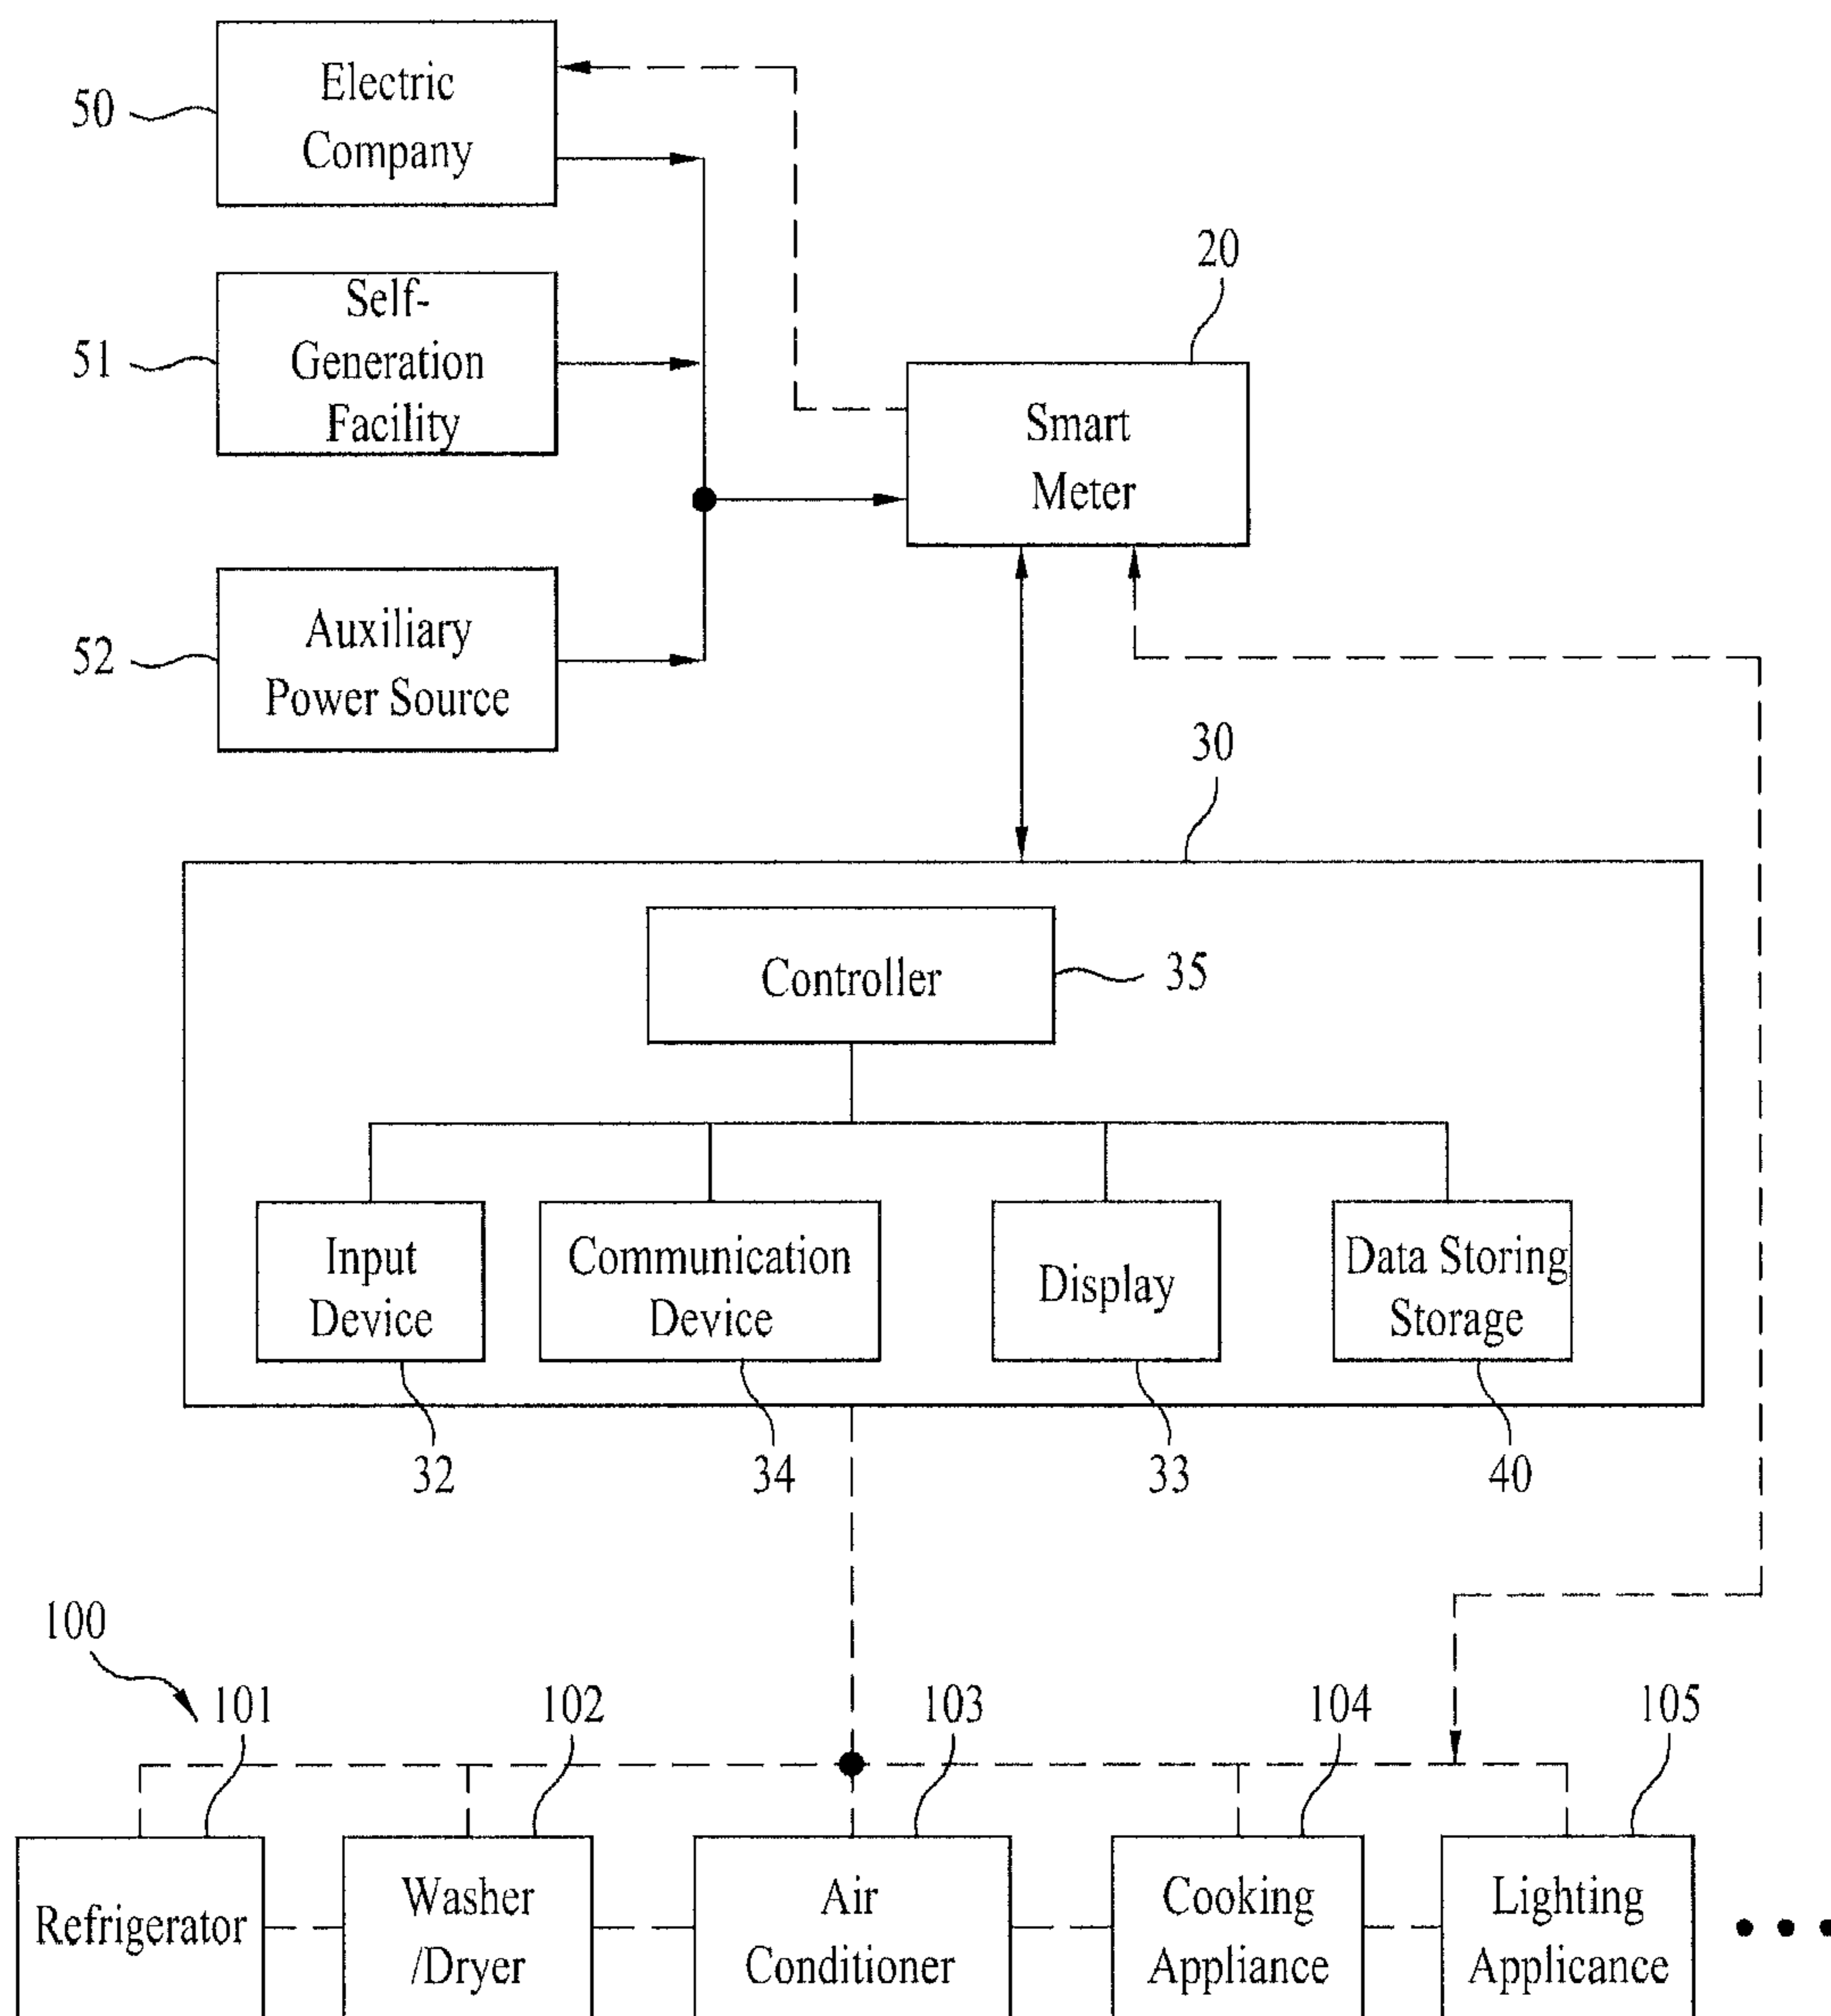 Electric
Company
50
20
Self-
Generation
Facility
51
Smart
Meter
Auxiliary
Power Source
52
30
Controller
35
Input
Device
Communication
Device
Display
Data Storing
Storage
32
34
33
40
100
101
102
103
104
105
Refrigerator
Washer
/Dryer
Air
Conditioner
Cooking
Appliance
Lighting
Applicance